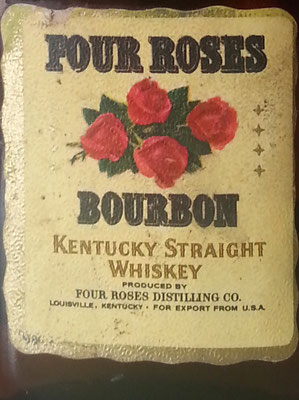 FOUR ROSES
BOURBON
KENTUCKY STRAIGHT
WHISKEY
PRODUCED BY
FOUR ROSES DISTILLING CO.
LOUISVILLE, KENTUCKY · FOR EXPORT FROM U.S.A.